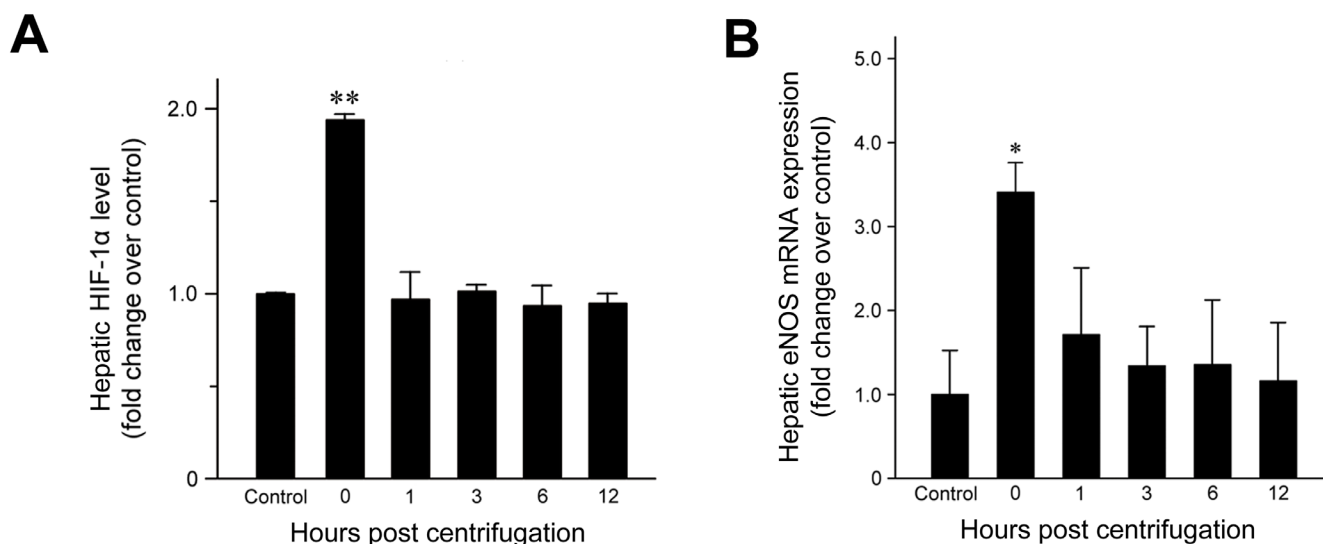 A
Hepatic HIF-1α level
(fold change over control)
2.0
1.0
0
**
Control 0 1 3 6 12
Hours post centrifugation
B
Hepatic eNOS mRNA expression
(fold change over control)
5.0
4.0
3.0
2.0
1.0
0
*
Control 0 1 3 6 12
Hours post centrifugation